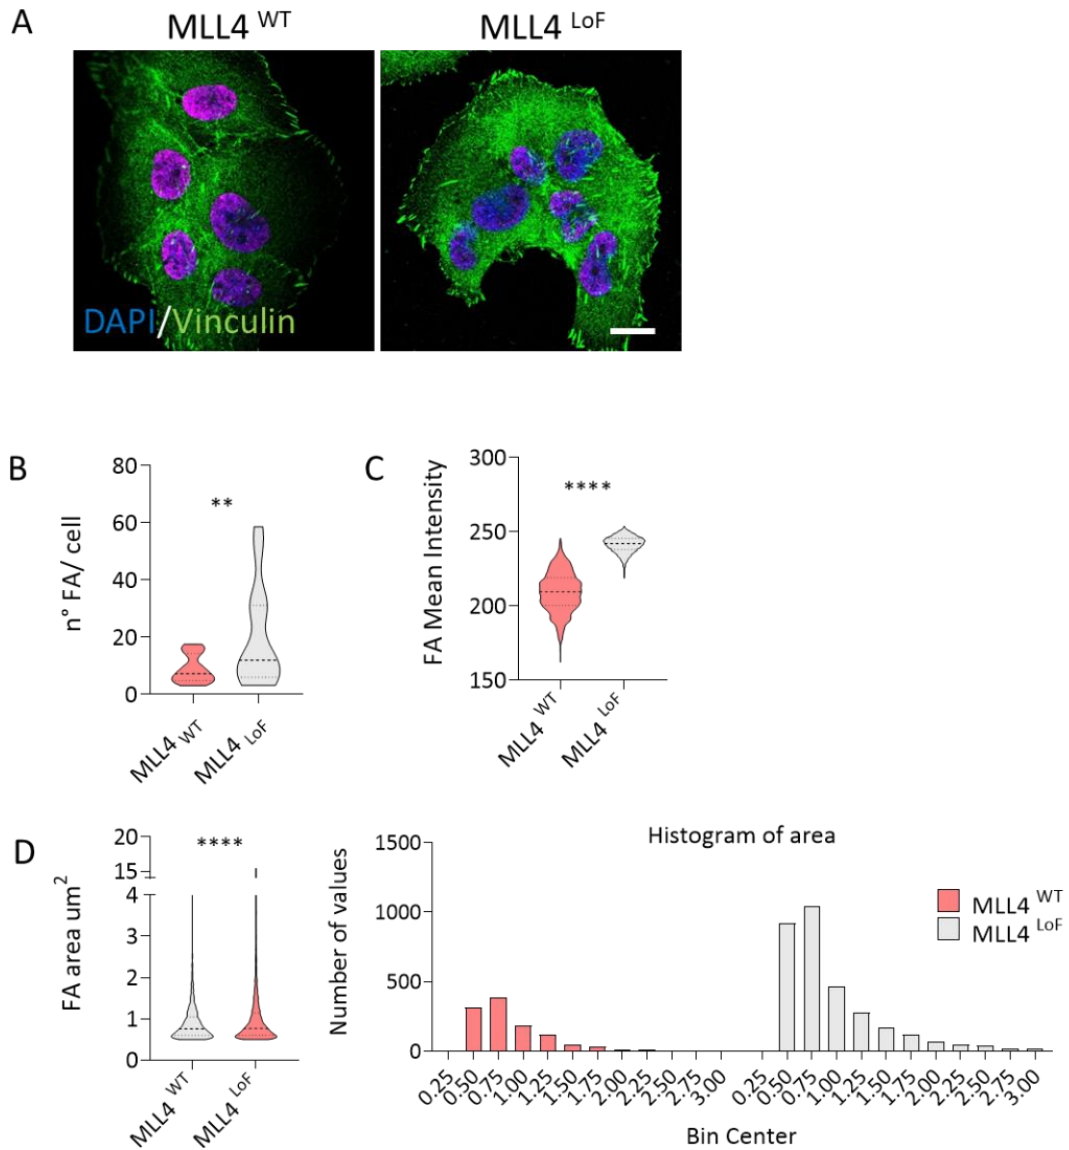 A
MLL4 WT
MLL4 LoF
DAPI/Vinculin
B
80
60
40
20
0
n° FA/ cell
**
MLL4 WT
MLL4 LoF
C
300
250
200
150
FA Mean Intensity
****
MLL4 WT
MLL4 LoF
D
20
15
4
3
2
1
0
FA area um2
****
MLL4 WT
MLL4 LoF
Histogram of area
1500
1000
500
0
Number of values
MLL4 WT
MLL4 LoF
0.25 0.50 0.75 1.00 1.25 1.50 1.75 2.00 2.25 2.50 2.75 3.00 0.25 0.50 0.75 1.00 1.25 1.50 1.75 2.00 2.25 2.50 2.75 3.00
Bin Center